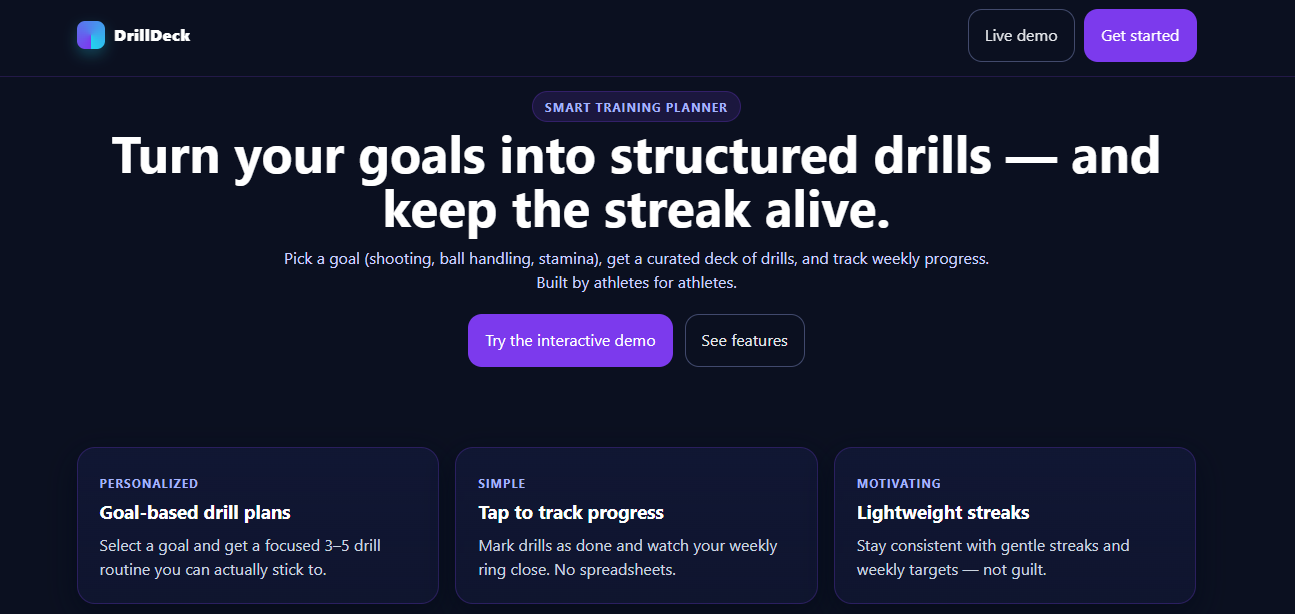 DrillDeck
Live demo
Get started
SMART TRAINING PLANNER
Turn your goals into structured drills — and
keep the streak alive.
Pick a goal (shooting, ball handling, stamina), get a curated deck of drills, and track weekly progress.
Built by athletes for athletes.
Try the interactive demo
See features
PERSONALIZED
Goal-based drill plans
Select a goal and get a focused 3–5 drill
routine you can actually stick to.
SIMPLE
Tap to track progress
Mark drills as done and watch your weekly
ring close. No spreadsheets.
MOTIVATING
Lightweight streaks
Stay consistent with gentle streaks and
weekly targets — not guilt.